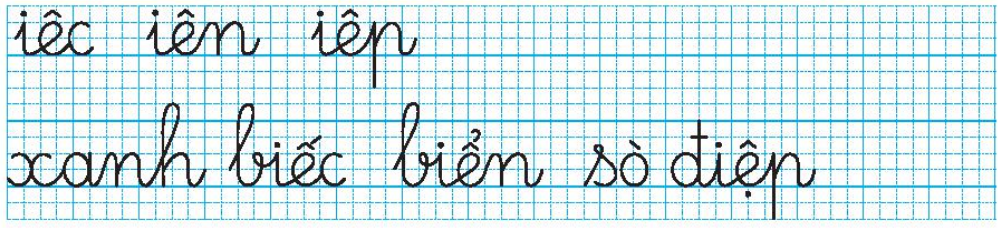 iêc iên iêp
xanh biếc biển sò điệp